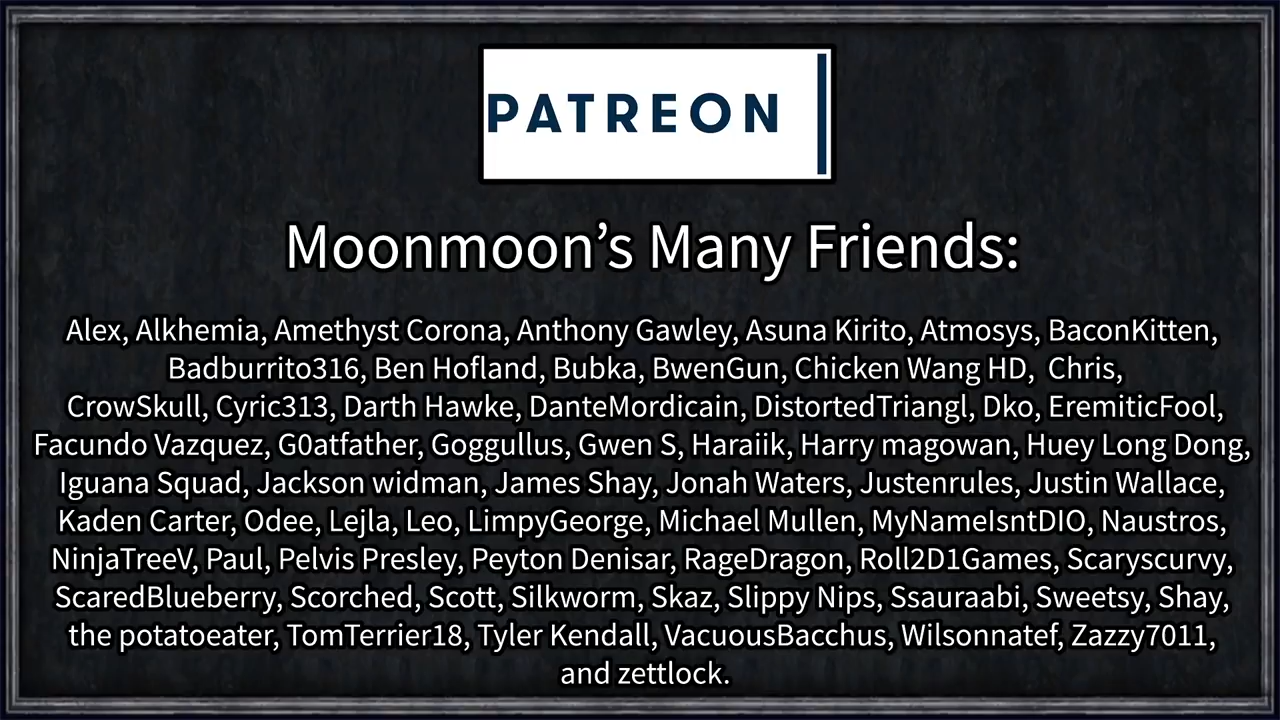 PATREON
Moonmoon’s Many Friends:
Alex, Alkhemia, Amethyst Corona, Anthony Gawley, Asuna Kirito, Atmosys, BaconKitten,
Badburrito316, Ben Hofland, Bubka, BwenGun, Chicken Wang HD,  Chris,
CrowSkull, Cyric313, Darth Hawke, DanteMordicain, DistortedTriangl, Dko, EremiticFool,
Facundo Vazquez, G0atfather, Goggullus, Gwen S, Haraiik, Harry magowan, Huey Long Dong,
Iguana Squad, Jackson widman, James Shay, Jonah Waters, Justenrules, Justin Wallace,
Kaden Carter, Odee, Lejla, Leo, LimpyGeorge, Michael Mullen, MyNameIsntDIO, Naustros,
NinjaTreeV, Paul, Pelvis Presley, Peyton Denisar, RageDragon, Roll2D1Games, Scaryscurvy,
ScaredBlueberry, Scorched, Scott, Silkworm, Skaz, Slippy Nips, Ssauraabi, Sweetsy, Shay,
the potatoeater, TomTerrier18, Tyler Kendall, VacuousBacchus, Wilsonnatef, Zazzy7011,
and zettlock.